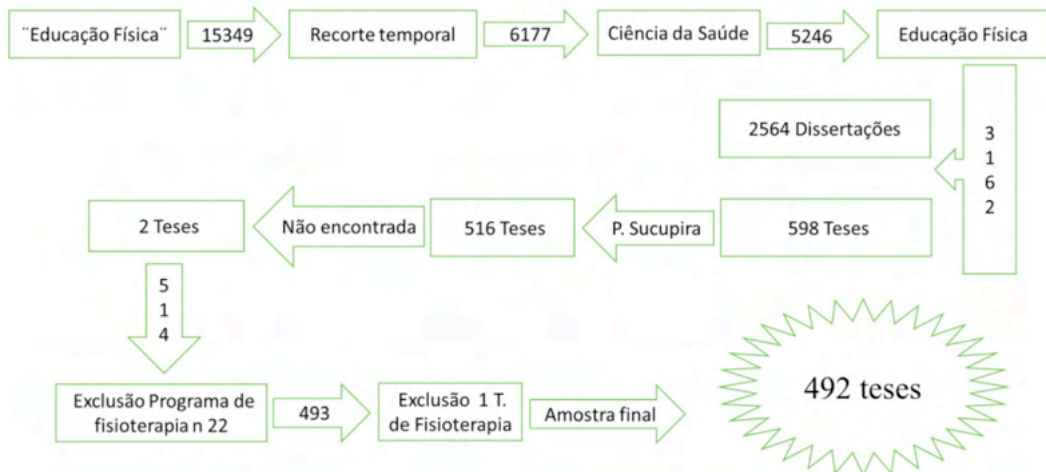 ¨Educação Física¨
15349
Recorte temporal
6177
Ciência da Saúde
5246
Educação Física
3
1
6
2
2564 Dissertações
598 Teses
P. Sucupira
516 Teses
Não encontrada
2 Teses
5
1
4
Exclusão Programa de
fisioterapia n 22
493
Exclusão 1 T.
de Fisioterapia
Amostra final
492 teses